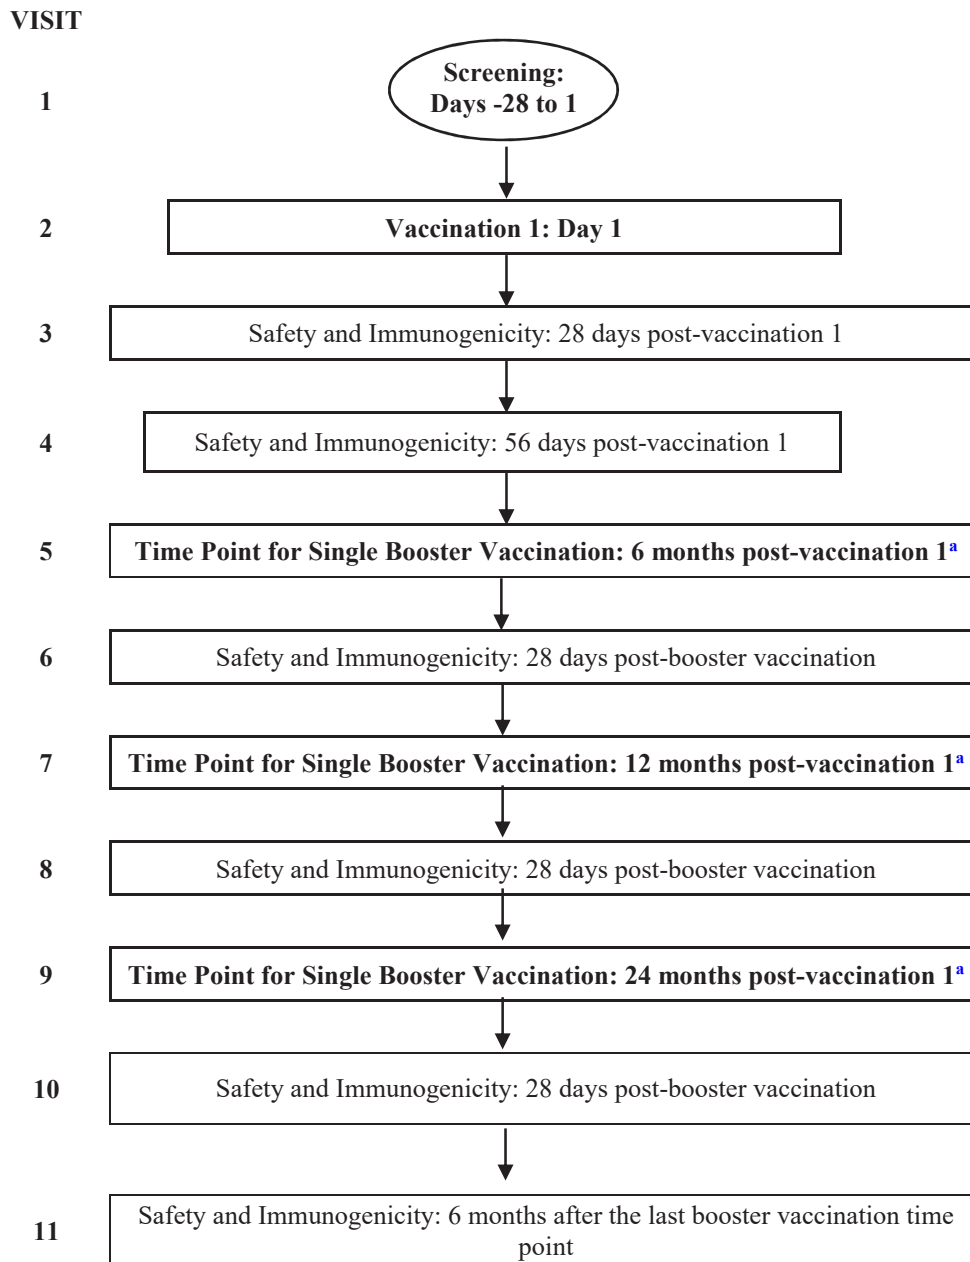 VISIT
Screening:
1 Days -28 to 1
2 Vaccination 1: Day 1
3 Safety and Immunogenicity: 28 days post-vaccination 1
4 Safety and Immunogenicity: 56 days post-vaccination 1
5 Time Point for Single Booster Vaccination: 6 months post-vaccination 1a
6 Safety and Immunogenicity: 28 days post-booster vaccination
7 Time Point for Single Booster Vaccination: 12 months post-vaccination 1a
8 Safety and Immunogenicity: 28 days post-booster vaccination
9 Time Point for Single Booster Vaccination: 24 months post-vaccination 1a
10 Safety and Immunogenicity: 28 days post-booster vaccination
11 Safety and Immunogenicity: 6 months after the last booster vaccination time
point